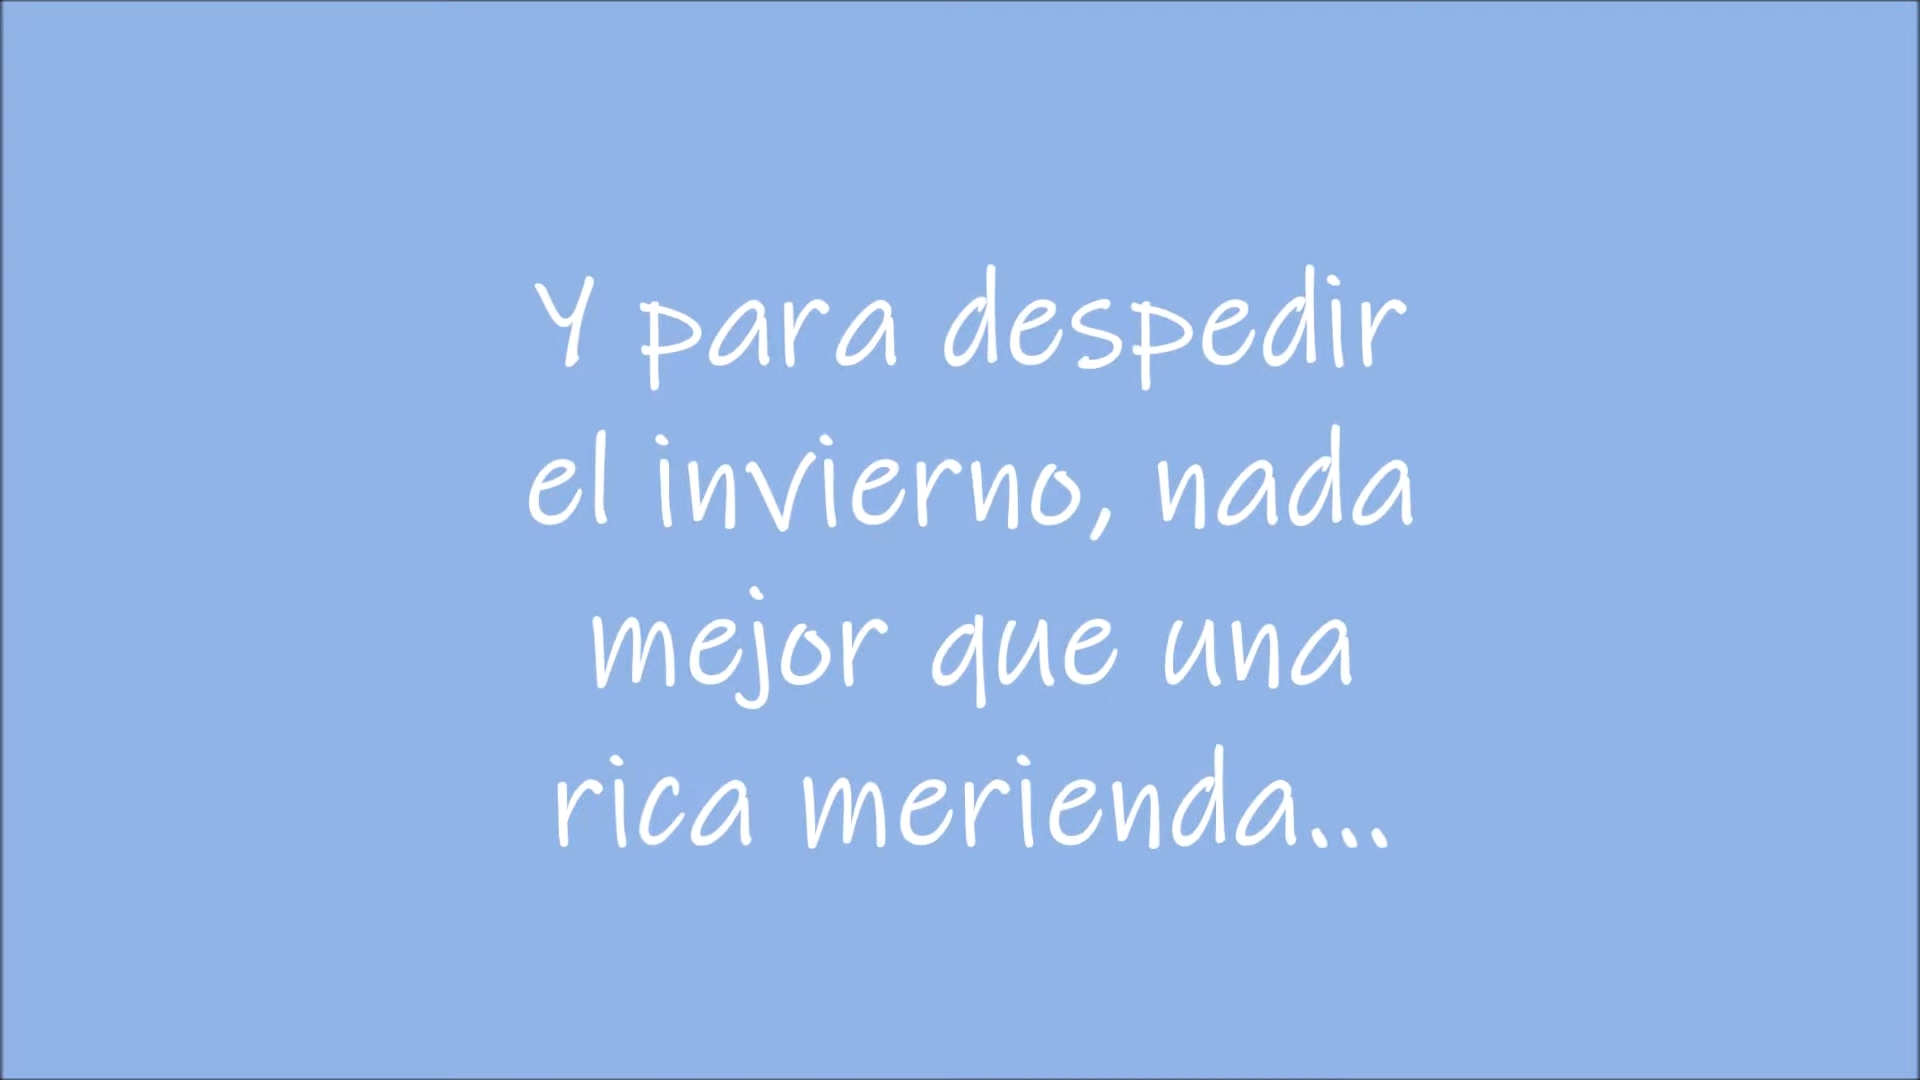 Y para despedir
el invierno, nada
mejor que una
rica merienda...